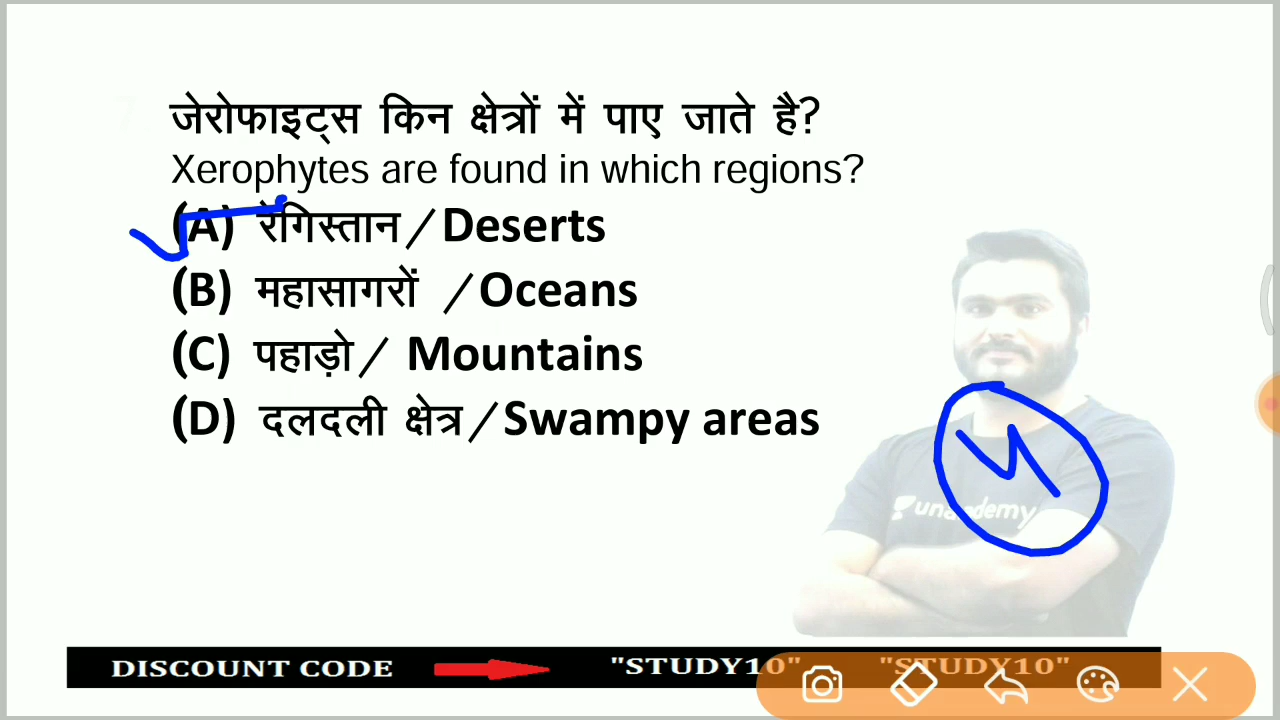 जेरोफाइट्स किन क्षेत्रों में पाए जाते है?
Xerophytes are found in which regions?
(A) रेगिस्तान/Deserts
(B) महासागरों /Oceans
(C) पहाड़ो/ Mountains
(D) दलदली क्षेत्र/Swampy areas
unacademy
DISCOUNT CODE "STUDY10" "STUDY10"